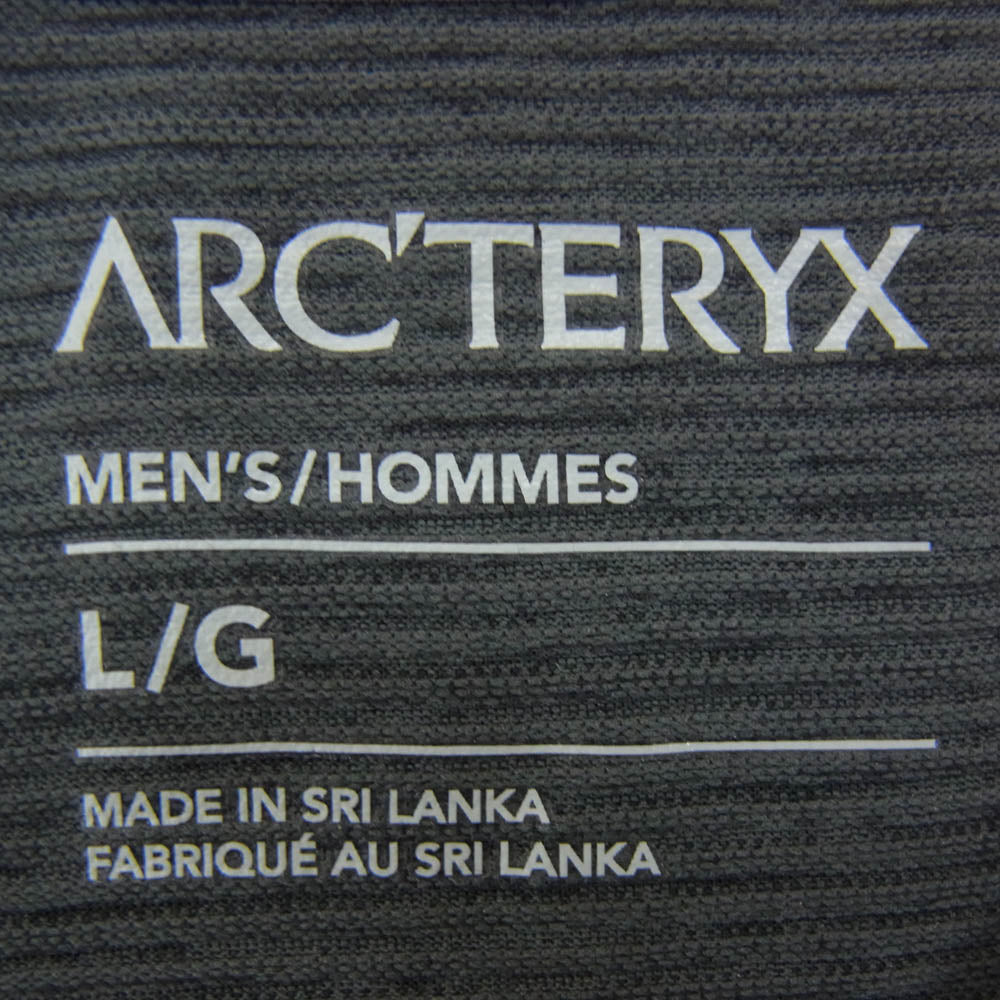 ARC'TERYX
MEN'S/HOMMES
L/G
MADE IN SRI LANKA
FABRIQUÉ AU SRI LANKA